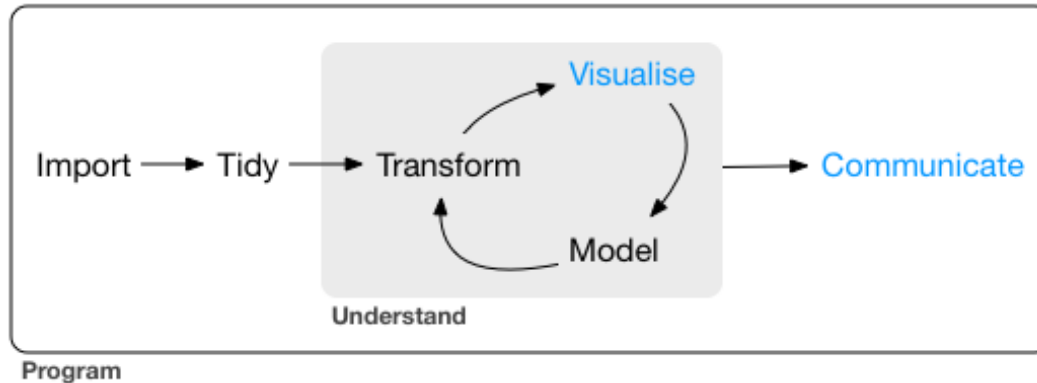 Visualise
Import
Tidy
Transform
Communicate
Model
Understand
Program